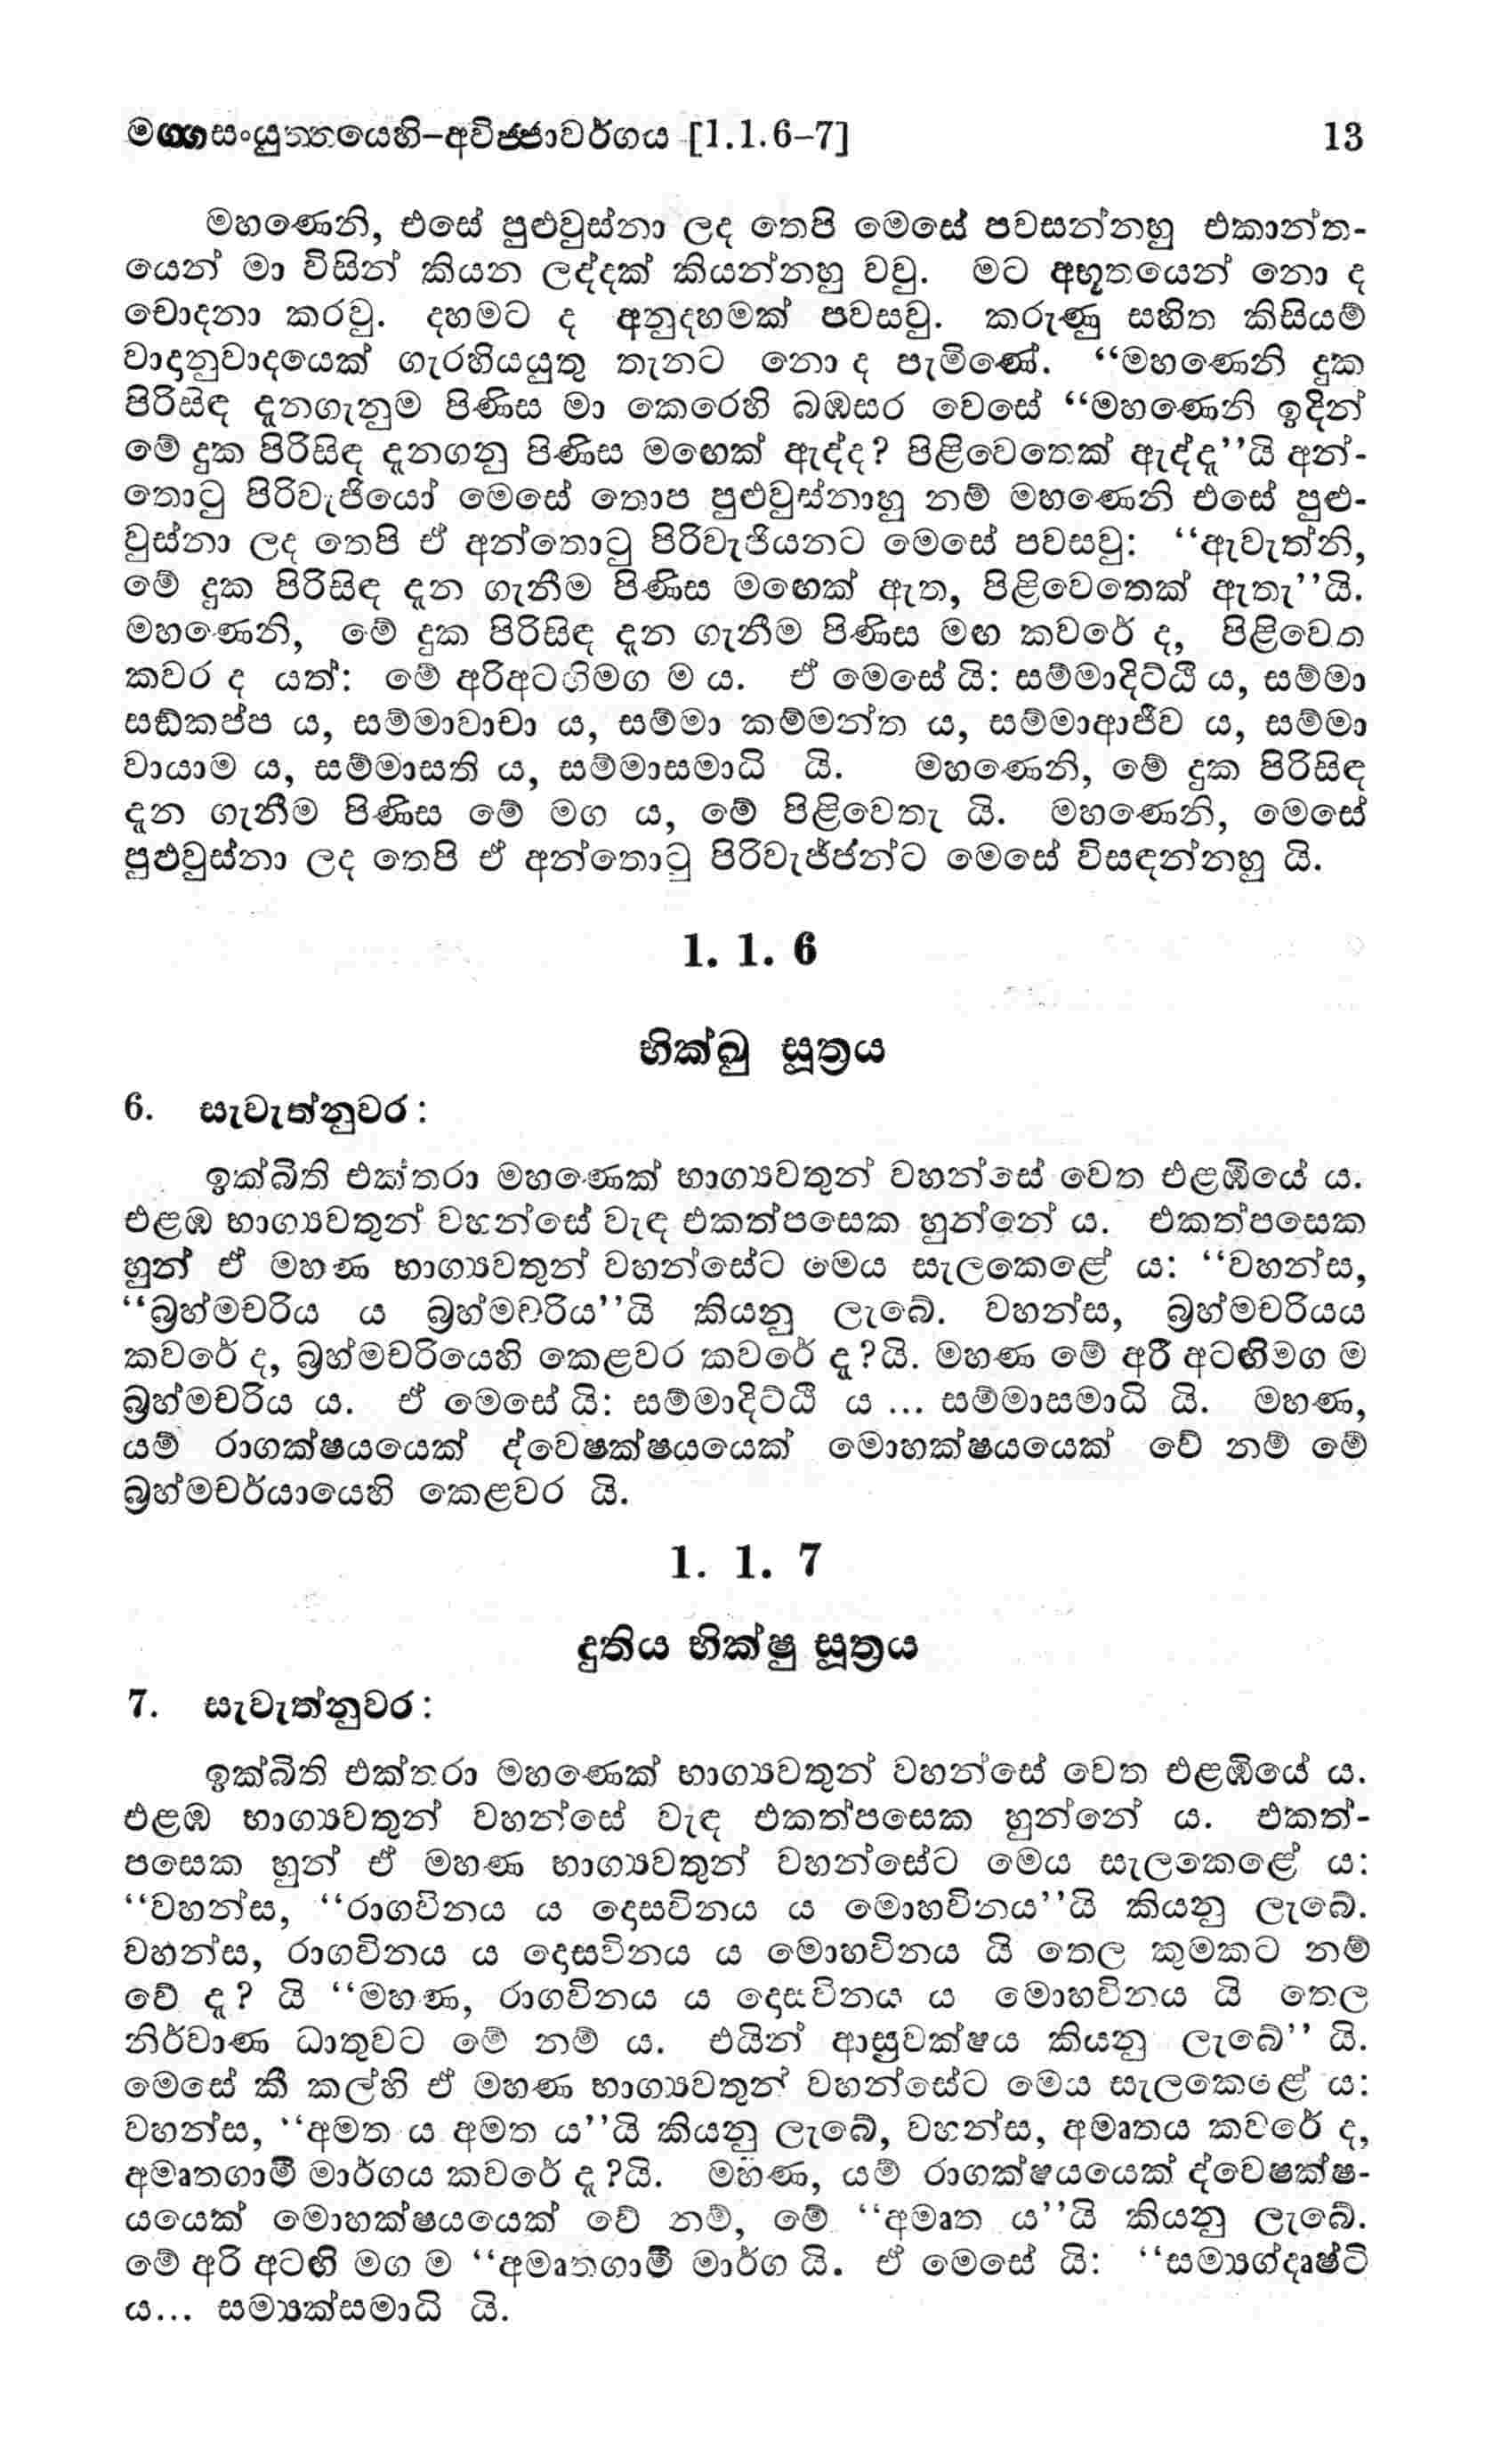 මග්ගසංයුත්තයෙහි–අවිජ්ජාවර්ගය [1.1.6–7] 13
මහණෙනි, එසේ පුළුවුස්නා ලද තෙපි මෙසේ පවසන්නහු එකාන්ත-
යෙන් මා විසින් කියන ලද්දක් කියන්නහු වවු. මට අභූතයෙන් නො ද
චොදනා කරවු. දහමට ද අනුදහමක් පවසවු. කරුණු සහිත කිසියම්
වාදානුවාදයෙක් ගැරහියයුතු තැනට නො ද පැමිණේ. “මහණෙනි දුක
පිරිසිඳ දැනගැනුම පිණිස මා කෙරෙහි බඹසර වෙසේ “මහණෙනි ඉදින්
මේ දුක පිරිසිඳ දැනගනු පිණිස මඟෙක් ඇද්ද? පිළිවෙතෙක් ඇද්දැ”යි අන්-
තොටු පිරිවැජියෝ මෙසේ තොප පුළුවුස්නාහු නම් මහණෙනි එසේ පුළු-
වුස්නා ලද තෙපි ඒ අන්තොටු පිරිවැජියනට මෙසේ පවසවු: “ඇවැත්නි,
මේ දුක පිරිසිඳ දැන ගැනීම පිණිස මඟෙක් ඇත, පිළිවෙතෙක් ඇතැ”යි.
මහණෙනි, මේ දුක පිරිසිඳ දැන ගැනීම පිණිස මඟ කවරේ ද, පිළිවෙත
කවර ද යත්: මේ අරිඅටගිමග ම ය. ඒ මෙසේ යි: සම්මාදිට්ඨි ය, සම්මා
සඞ්කප්ප ය, සම්මාවාචා ය, සම්මා කම්මන්ත ය, සම්මාආජීව ය, සම්මා
වායාම ය, සම්මාසති ය, සම්මාසමාධි යි. මහණෙනි, මේ දුක පිරිසිඳ
දැන ගැනීම පිණිස මේ මග ය, මේ පිළිවෙතැ යි. මහණෙනි, මෙසේ
පුළුවුස්නා ලද තෙපි ඒ අන්තොටු පිරිවැජ්ජන්ට මෙසේ විසඳන්නහු යි.
1. 1. 6
භික්ඛු සූත්‍රය
6. සැවැත්නුවර:
ඉක්බිති එක්තරා මහණෙක් භාග්‍යවතුන් වහන්සේ වෙත එළඹියේ ය.
එළඹ භාග්‍යවතුන් වහන්සේ වැඳ එකත්පසෙක හුන්නේ ය. එකත්පසෙක
හුන් ඒ මහණ භාග්‍යවතුන් වහන්සේට මෙය සැලකෙළේ ය: “වහන්ස,
“බ්‍රහ්මචරිය ය බ්‍රහ්මචරිය”යි කියනු ලැබේ. වහන්ස, බ්‍රහ්මචරියය
කවරේ ද, බ්‍රහ්මචරියෙහි කෙළවර කවරේ දැ?යි. මහණ මේ අරී අටඟිමග ම
බ්‍රහ්මචරිය ය. ඒ මෙසේ යි: සම්මාදිට්ඨි ය ... සම්මාසමාධි යි. මහණ,
යම් රාගක්ෂයයෙක් ද්වෙෂක්ෂයයෙක් මොහක්ෂයයෙක් වේ නම් මේ
බ්‍රහ්මචර්යායෙහි කෙළවර යි.
1. 1. 7
දුතිය භික්ෂු සූත්‍රය
7. සැවැත්නුවර:
ඉක්බිති එක්තරා මහණෙක් භාග්‍යවතුන් වහන්සේ වෙත එළඹියේ ය.
එළඹ භාග්‍යවතුන් වහන්සේ වැඳ එකත්පසෙක හුන්නේ ය. එකත්-
පසෙක හුන් ඒ මහණ භාග්‍යවතුන් වහන්සේට මෙය සැලකෙළේ ය:
“වහන්ස, “රාගවිනය ය දොසවිනය ය මොහවිනය”යි කියනු ලැබේ.
වහන්ස, රාගවිනය ය දොසවිනය ය මොහවිනය යි තෙල කුමකට නම්
වේ දැ? යි “මහණ, රාගවිනය ය දොසවිනය ය මොහවිනය යි තෙල
නිර්වාණ ධාතුවට මේ නම් ය. එයින් ආස්‍රවක්ෂය කියනු ලැබේ” යි.
මෙසේ කී කල්හි ඒ මහණ භාග්‍යවතුන් වහන්සේට මෙය සැලකෙළේ ය:
වහන්ස, “අමත ය අමත ය”යි කියනු ලැබේ, වහන්ස, අමෘතය කවරේ ද,
අමෘතගාමී මාර්ගය කවරේ දැ?යි. මහණ, යම් රාගක්ෂයයෙක් ද්වෙෂක්ෂ-
යයෙක් මොහක්ෂයයෙක් වේ නම්, මේ “අමෘත ය”යි කියනු ලැබේ.
මේ අරි අටඟි මග ම “අමෘතගාමී මාර්ග යි. ඒ මෙසේ යි: “සම්‍යග්දෘෂ්ටි
ය... සම්‍යක්සමාධි යි.